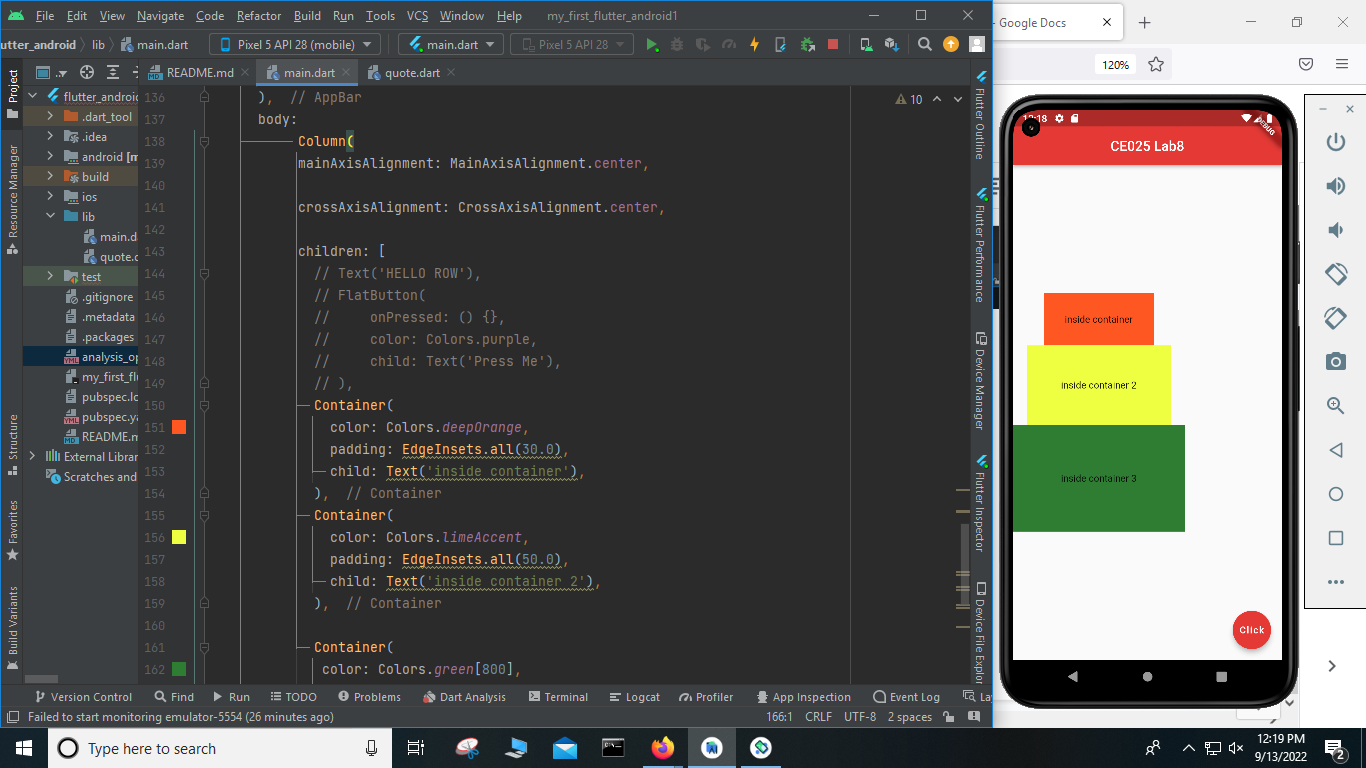 File Edit View Navigate Code Refactor Build Run Tools VCS Window Help my_first_flutter_android1
- Google Docs
utter_android lib main.dart Pixel 5 API 28 (mobile) main.dart Pixel 5 API 28
120%
Project
README.md main.dart quote.dart
flutter_android
.dart_tool
.idea
android [m
build
ios
lib
main.d
quote.d
test
.gitignore
.metadata
.packages
analysis_op
my_first_flu
pubspec.lo
pubspec.ya
README.m
External Librar
Scratches and
Resource Manager
Structure
Favorites
Build Variants
10
136 ), // AppBar
137 body:
138 Column(
139 mainAxisAlignment: MainAxisAlignment.center,
140
141 crossAxisAlignment: CrossAxisAlignment.center,
142
143 children: [
144 // Text('HELLO ROW'),
145 // FlatButton(
146 // onPressed: () {},
147 // color: Colors.purple,
148 // child: Text('Press Me'),
149 // ),
150 Container(
151 color: Colors.deepOrange,
152 padding: EdgeInsets.all(30.0),
153 child: Text('inside container'),
154 ), // Container
155 Container(
156 color: Colors.limeAccent,
157 padding: EdgeInsets.all(50.0),
158 child: Text('inside container 2'),
159 ), // Container
160
161 Container(
162 color: Colors.green[800],
Flutter Outline
Flutter Performance
Device Manager
Flutter Inspector
Device File Explor
12:18
DEBUG
CE025 Lab8
inside container
inside container 2
inside container 3
Click
Version Control Find Run TODO Problems Dart Analysis Terminal Logcat Profiler App Inspection Event Log La
Failed to start monitoring emulator-5554 (26 minutes ago) 166:1 CRLF UTF-8 2 spaces
Type here to search
12:19 PM
9/13/2022
2